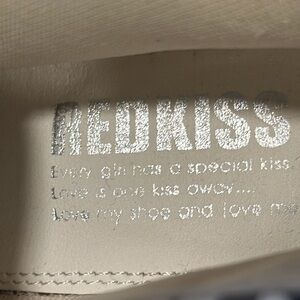 REDKISS
Every girl has a special kiss
Love is one kiss away....
Love my shoe and love me